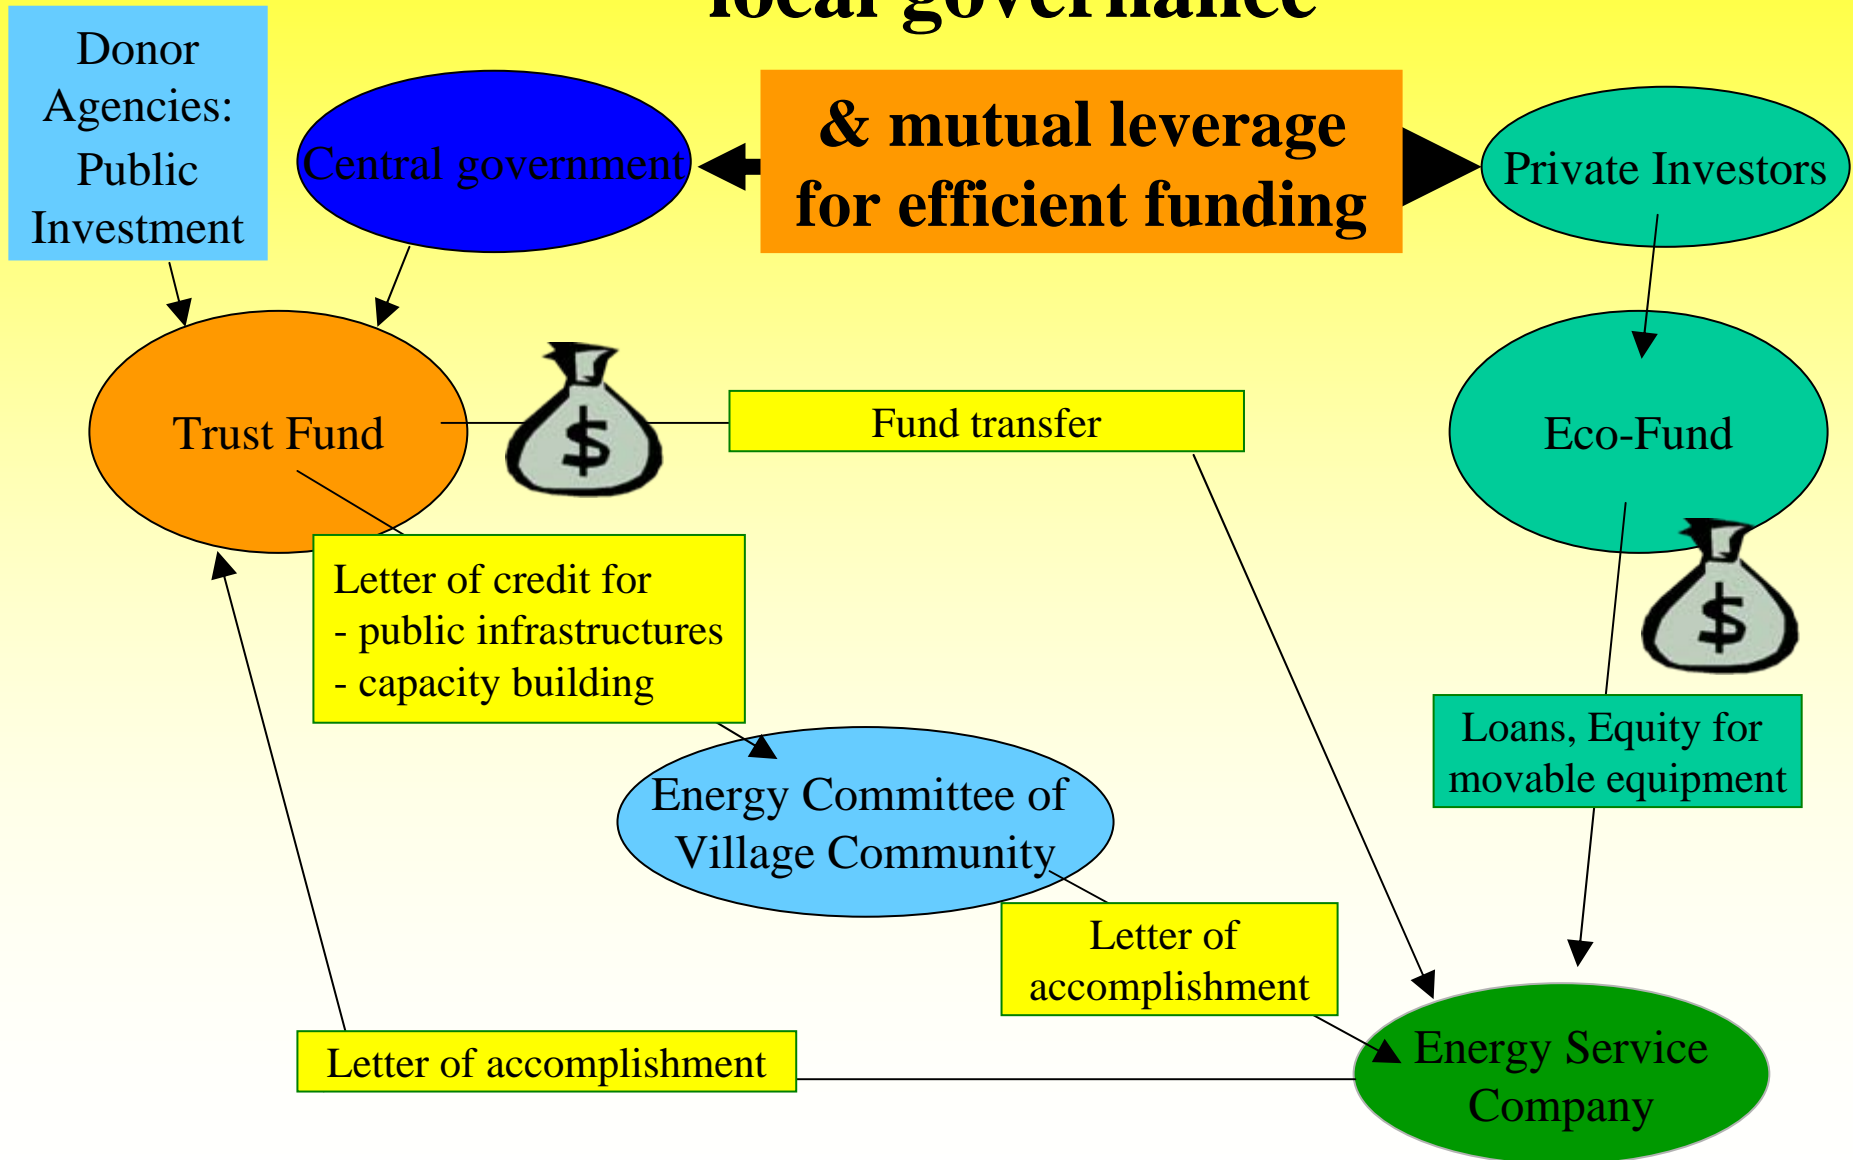 local governance
Donor
Agencies:
Public
Investment
Central government
& mutual leverage
for efficient funding
Private Investors
Trust Fund
$
Fund transfer
Eco-Fund
$
Letter of credit for
- public infrastructures
- capacity building
Loans, Equity for
movable equipment
Energy Committee of
Village Community
Letter of
accomplishment
Letter of accomplishment
Energy Service
Company